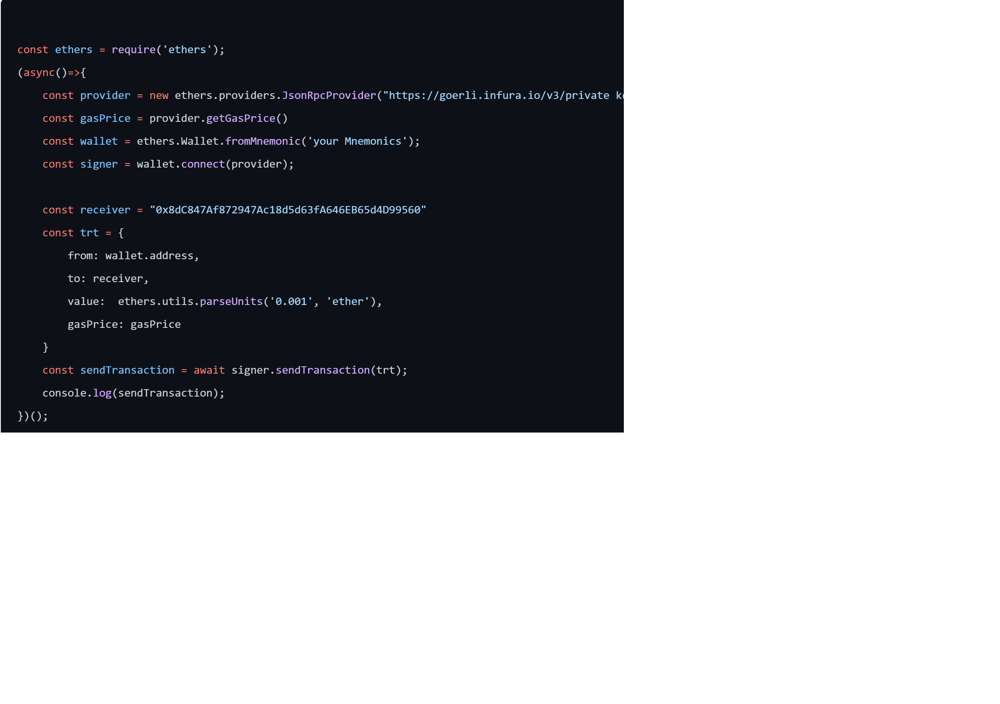 const ethers = require('ethers');
(async()=>{
    const provider = new ethers.providers.JsonRpcProvider("https://goerli.infura.io/v3/private
    const gasPrice = provider.getGasPrice()
    const wallet = ethers.Wallet.fromMnemonic('your Mnemonics');
    const signer = wallet.connect(provider);
    const receiver = "0x8dC847Af872947Ac18d5d63fA646EB65d4D99560"
    const trt = {
        from: wallet.address,
        to: receiver,
        value:  ethers.utils.parseUnits('0.001', 'ether'),
        gasPrice: gasPrice
    }
    const sendTransaction = await signer.sendTransaction(trt);
    console.log(sendTransaction);
})();